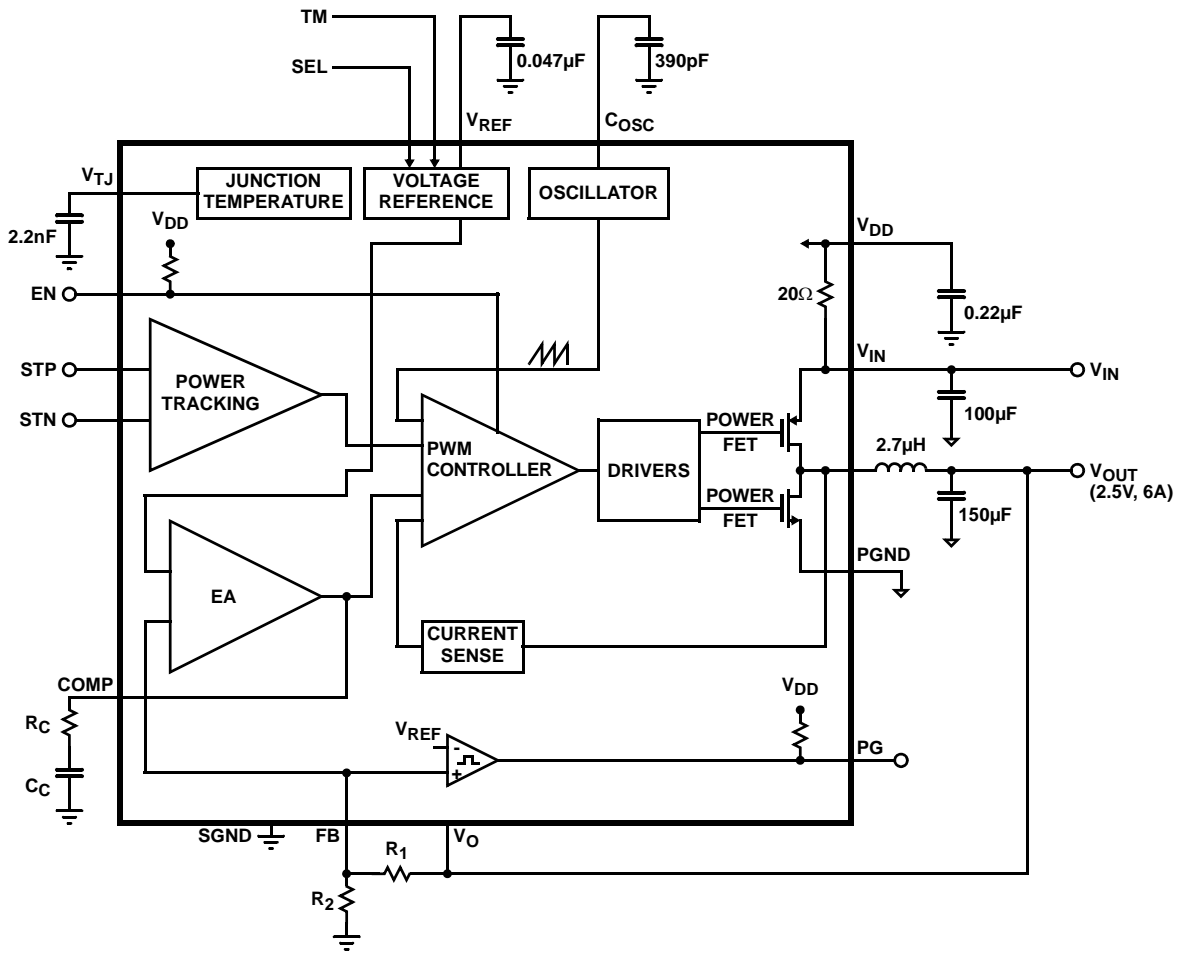 TM
0.047µF
390pF
SEL
VREF
COSC
VTJ
JUNCTION
TEMPERATURE
VOLTAGE
REFERENCE
OSCILLATOR
2.2nF
VDD
VDD
EN
20Ω
0.22µF
STP
POWER
TRACKING
VIN
VIN
STN
100µF
PWM
CONTROLLER
DRIVERS
POWER
FET
2.7µH
VOUT
(2.5V, 6A)
POWER
FET
150µF
PGND
EA
CURRENT
SENSE
COMP
VDD
RC
VREF
-
+
PG
CC
SGND
FB
VO
R1
R2